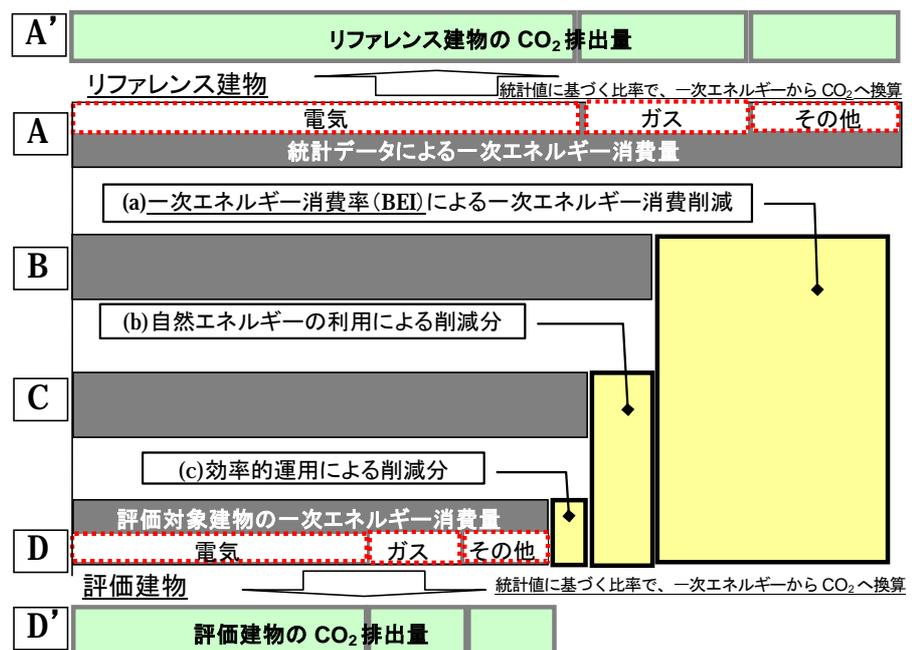 A’
リファレンス建物の CO2 排出量
リファレンス建物
統計値に基づく比率で、一次エネルギーから CO2へ換算
A
電気
ガス
その他
統計データによる一次エネルギー消費量
(a)一次エネルギー消費率（BEI）による一次エネルギー消費削減
B
(b)自然エネルギーの利用による削減分
C
(c)効率的運用による削減分
評価対象建物の一次エネルギー消費量
D
電気
ガス
その他
評価建物
統計値に基づく比率で、一次エネルギーから CO2へ換算
D’
評価建物の CO2 排出量